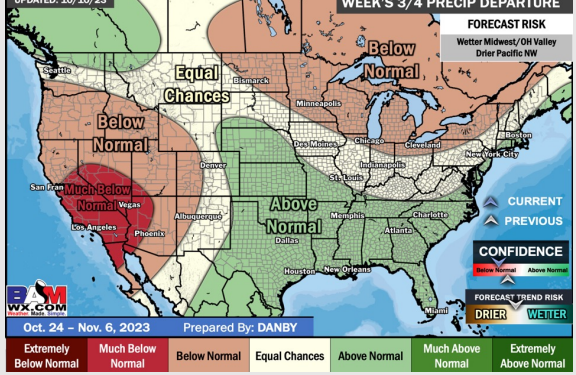 UPDATED: 10/10/23
WEEK'S 3/4 PRECIP DEPARTURE
FORECAST RISK
Wetter Midwest/OH Valley
Drier Pacific NW
Below
Normal
Seattle
Equal
Chances
Bismarck
Minneapolis
Below
Normal
Boston
Des Moines
Chicago
Cleveland
New York City
Indianapolis
Denver
St. Louis
San Fran
Much Below
Normal
Vegas
CURRENT
PREVIOUS
Above
Normal
Albuquerque
Memphis
Charlotte
Los Angeles
Phoenix
Atlanta
Dallas
CONFIDENCE
Below Normal
Above Normal
Houston
New Orleans
BAM
WX.COM
Weather. Made. Simple.
FORECAST TREND RISK
DRIER
WETTER
Miami
Oct. 24 – Nov. 6, 2023
Prepared By: DANBY
Extremely
Below Normal
Much Below
Normal
Below Normal
Equal Chances
Above Normal
Much Above
Normal
Extremely
Above Normal